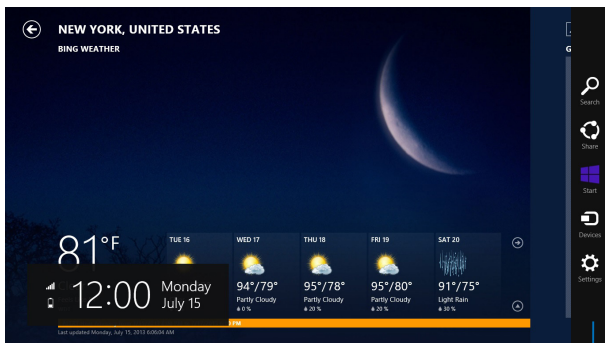 NEW YORK, UNITED STATES
BING WEATHER
G
Search
Share
Start
Devices
Settings
81°F
TUE 16
WED 17
94°/79°
Partly Cloudy
0 %
THU 18
95°/78°
Partly Cloudy
20 %
FRI 19
95°/80°
Partly Cloudy
20 %
SAT 20
91°/75°
Light Rain
30 %
12:00
Monday
July 15
PM
Last updated Monday, July 15, 2013 6:06:04 AM